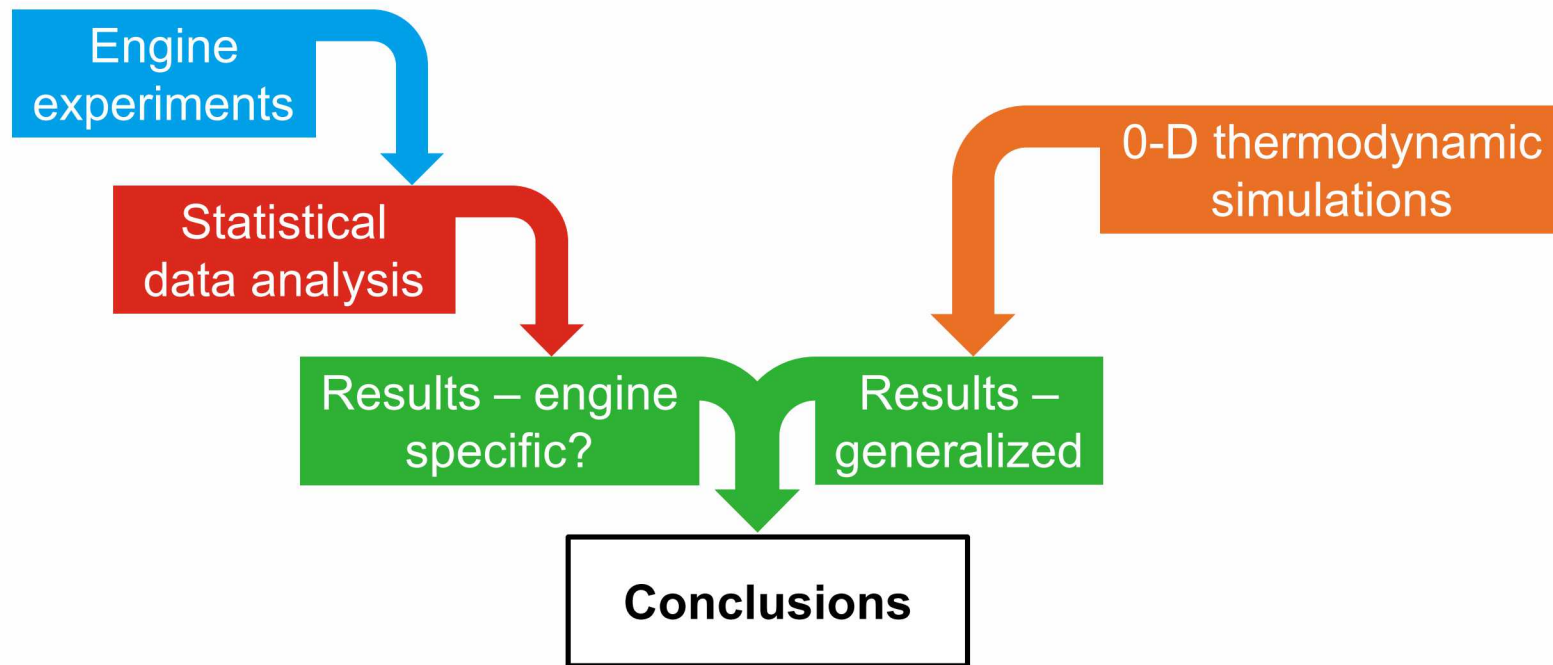 Engine
experiments
0-D thermodynamic
simulations
Statistical
data analysis
Results – engine
specific?
Results –
generalized
Conclusions